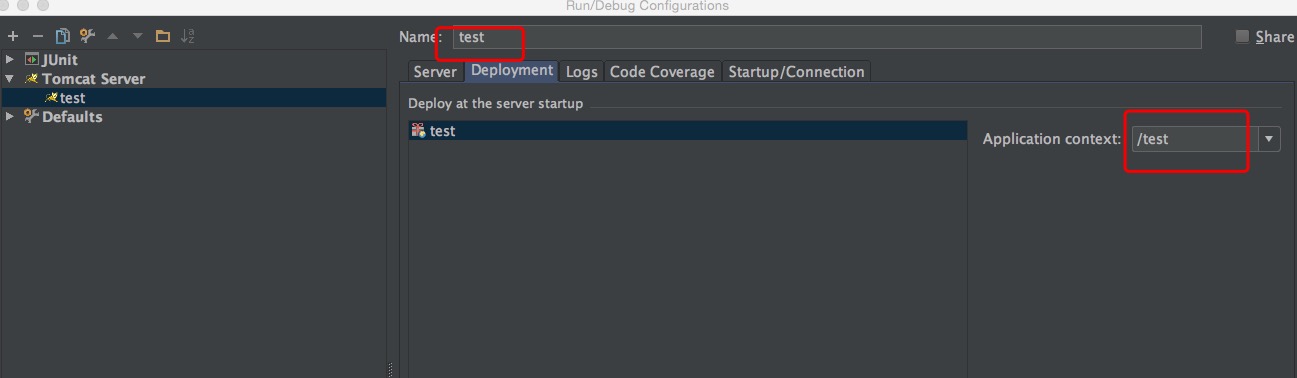 Run/Debug Configurations
Name: test
Share
JUnit
Tomcat Server
test
Defaults
Server Deployment Logs Code Coverage Startup/Connection
Deploy at the server startup
test
Application context: /test